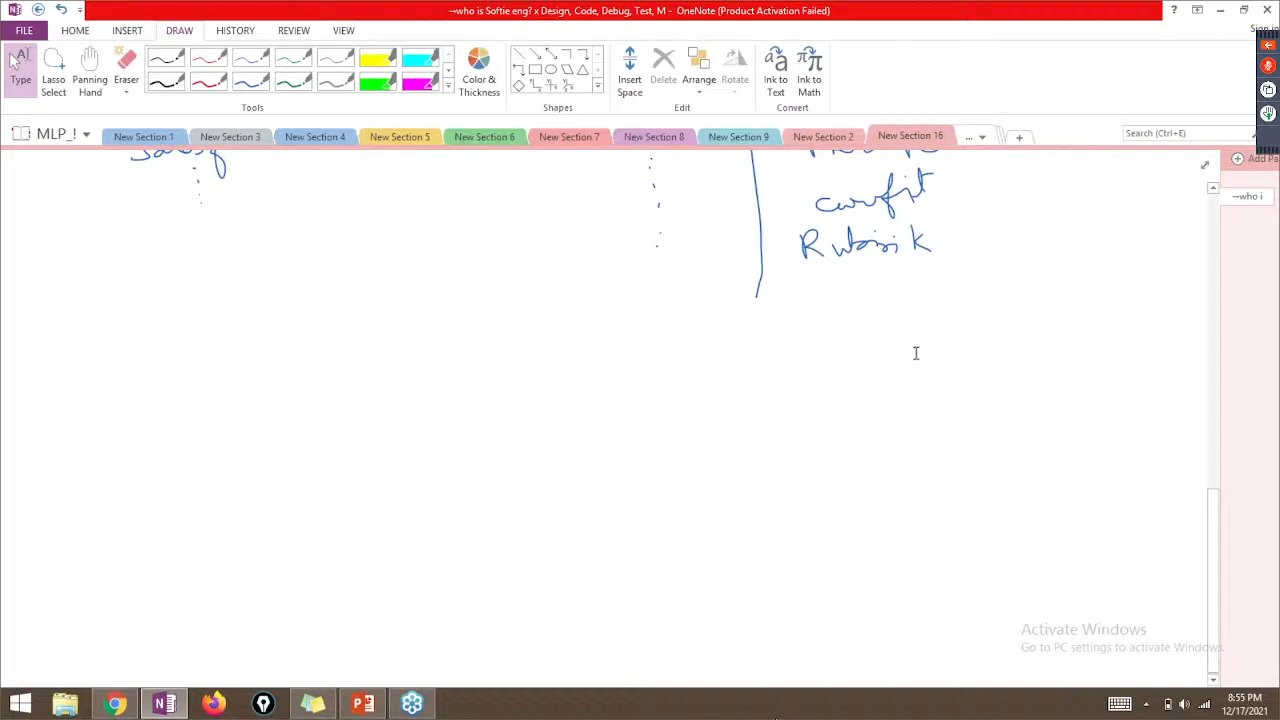 →who is Softie eng? x Design, Code, Debug, Test, M - OneNote (Product Activation Failed)
FILE HOME INSERT DRAW HISTORY REVIEW VIEW
Sign in
Type
Lasso Select
Panning Hand
Eraser
Color & Thickness
Insert Space
Delete
Arrange
Rotate
Ink to Text
Ink to Math
Tools Shapes Edit Convert
MLP_!
New Section 1 New Section 3 New Section 4 New Section 5 New Section 6 New Section 7 New Section 8 New Section 9 New Section 2 New Section 16 ...
Search (Ctrl+E)
Add Pa
→who i
Activate Windows
Go to PC settings to activate Windows.
8:55 PM
12/17/2021